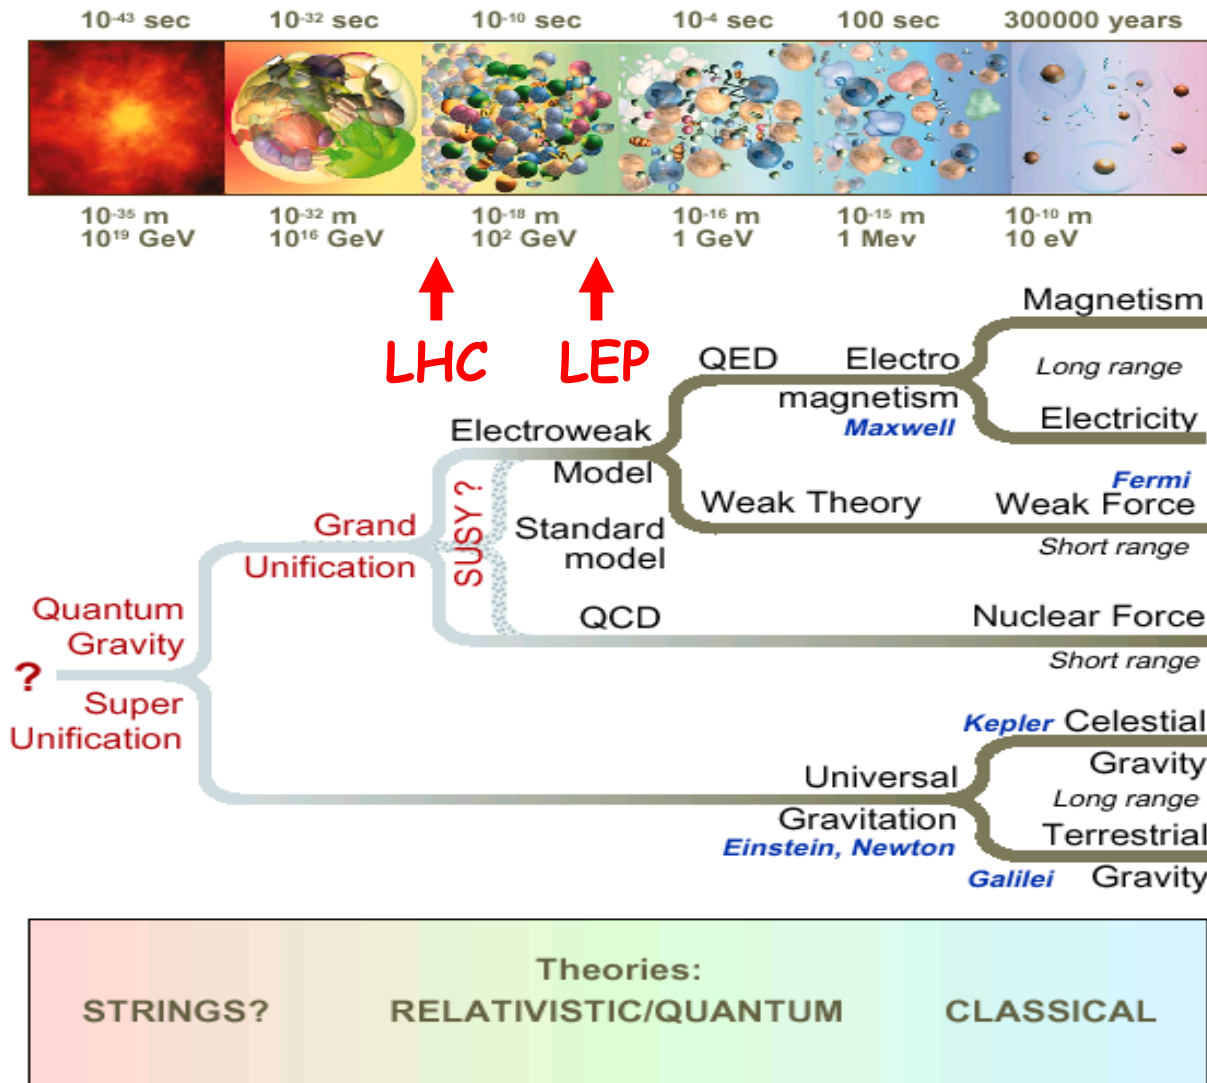 10⁻⁴³ sec 10⁻³² sec 10⁻¹⁰ sec 10⁻⁴ sec 100 sec 300000 years
10⁻³⁵ m 10⁻³² m 10⁻¹⁸ m 10⁻¹⁶ m 10⁻¹⁵ m 10⁻¹⁰ m
10¹⁹ GeV 10¹⁶ GeV 10² GeV 1 GeV 1 Mev 10 eV
LHC LEP
Magnetism
QED Electro
Long range
magnetism
Maxwell
Electricity
Electroweak
Model
Fermi
Weak Theory Weak Force
Short range
SUSY ?
Grand
Unification
Standard
model
Quantum
Gravity
QCD Nuclear Force
Short range
?
Super
Unification
Kepler Celestial
Gravity
Universal
Gravitation
Long range
Einstein, Newton
Terrestrial
Galilei Gravity
Theories:
STRINGS? RELATIVISTIC/QUANTUM CLASSICAL